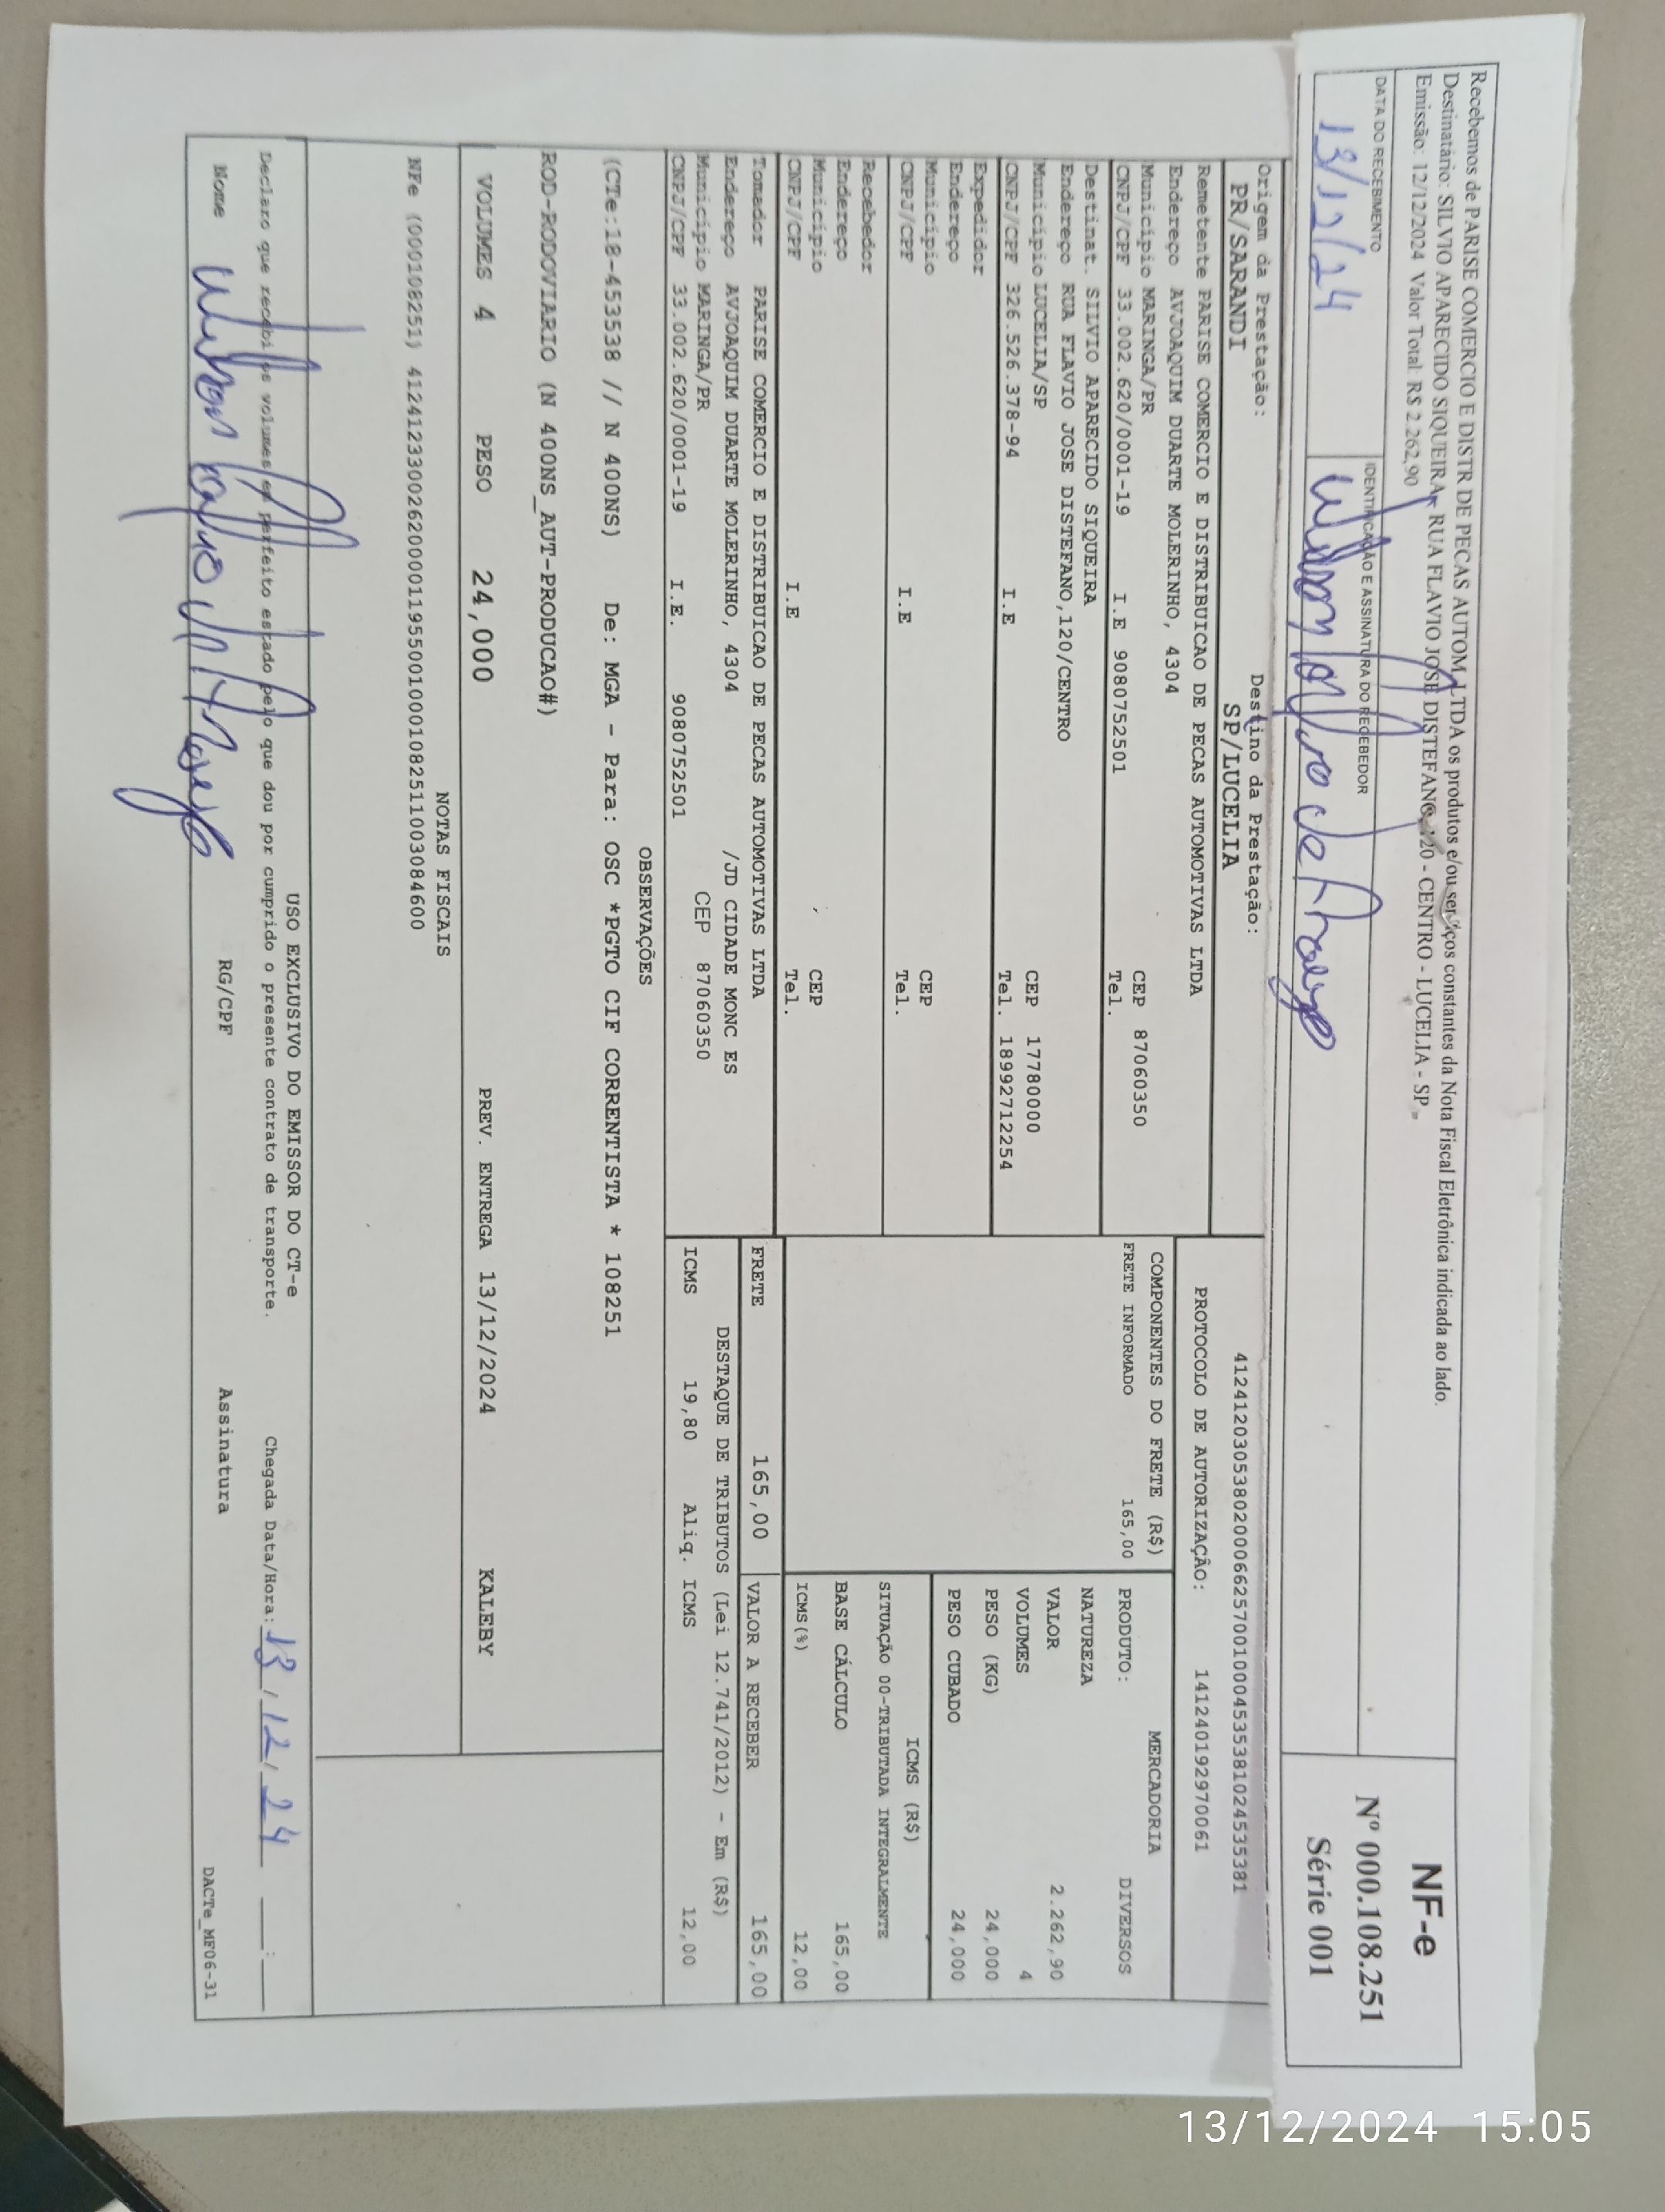 Recebemos de PARISE COMERCIO E DISTR DE PECAS AUTOM LTDA os produtos e/ou serviços constantes da Nota Fiscal Eletrônica indicada ao lado.
Destinatário: SILVIO APARECIDO SIQUEIRA - RUA FLAVIO JOSE DISTEFANO, 120 - CENTRO - LUCELIA - SP
Emissão: 12/12/2024 Valor Total: R$ 2.262,90
DATA DO RECEBIMENTO IDENTIFICAÇÃO E ASSINATURA DO RECEBEDOR
13/12/24
NF-e
Nº 000.108.251
Série 001
Origem da Prestação: Destino da Prestação:
PR/SARANDI SP/LUCELIA
41241203053802000662570010004535381024535381
PROTOCOLO DE AUTORIZAÇÃO: 141240192970061
Remetente PARISE COMERCIO E DISTRIBUICAO DE PECAS AUTOMOTIVAS LTDA
Endereço AVJOAQUIM DUARTE MOLERINHO, 4304
Município MARINGA/PR CEP 87060350
CNPJ/CPF 33.002.620/0001-19 I.E 9080752501 Tel.
Destinat. SILVIO APARECIDO SIQUEIRA
Endereço RUA FLAVIO JOSE DISTEFANO,120/CENTRO
Município LUCELIA/SP CEP 17780000
CNPJ/CPF 326.526.378-94 I.E Tel. 18992712254
Expedidor
Endereço
Município CEP
CNPJ/CPF I.E Tel.
Recebedor
Endereço
Município CEP
CNPJ/CPF I.E Tel.
Tomador PARISE COMERCIO E DISTRIBUICAO DE PECAS AUTOMOTIVAS LTDA
Endereço AVJOAQUIM DUARTE MOLERINHO, 4304 /JD CIDADE MONC ES
Município MARINGA/PR CEP 87060350
CNPJ/CPF 33.002.620/0001-19 I.E. 9080752501
COMPONENTES DO FRETE (R$)
FRETE INFORMADO 165,00
MERCADORIA
PRODUTO: DIVERSOS
NATUREZA
VALOR 2.262,90
VOLUMES 4
PESO (KG) 24,000
PESO CUBADO 24,000
ICMS (R$)
SITUAÇÃO 00-TRIBUTADA INTEGRALMENTE
BASE CÁLCULO 165,00
ICMS(%) 12,00
FRETE 165,00 VALOR A RECEBER 165,00
DESTAQUE DE TRIBUTOS (Lei 12.741/2012) - Em (R$)
ICMS 19,80 Aliq. ICMS 12,00
OBSERVAÇÕES
(CTe:18-453538 // N 400NS) De: MGA - Para: OSC *PGTO CIF CORRENTISTA * 108251
ROD-RODOVIARIO (N 400NS_AUT-PRODUCAO#)
VOLUMES 4 PESO 24,000 PREV. ENTREGA 13/12/2024 KALEBY
NOTAS FISCAIS
NFe (000108251) 41241233002620000119550010001082511003084600
USO EXCLUSIVO DO EMISSOR DO CT-e
Declaro que recebi os volumes em perfeito estado pelo que dou por cumprido o presente contrato de transporte. Chegada Data/Hora: 13/12/24 __:__
Nome RG/CPF Assinatura
DACTe_MF06-31
13/12/2024 15:05